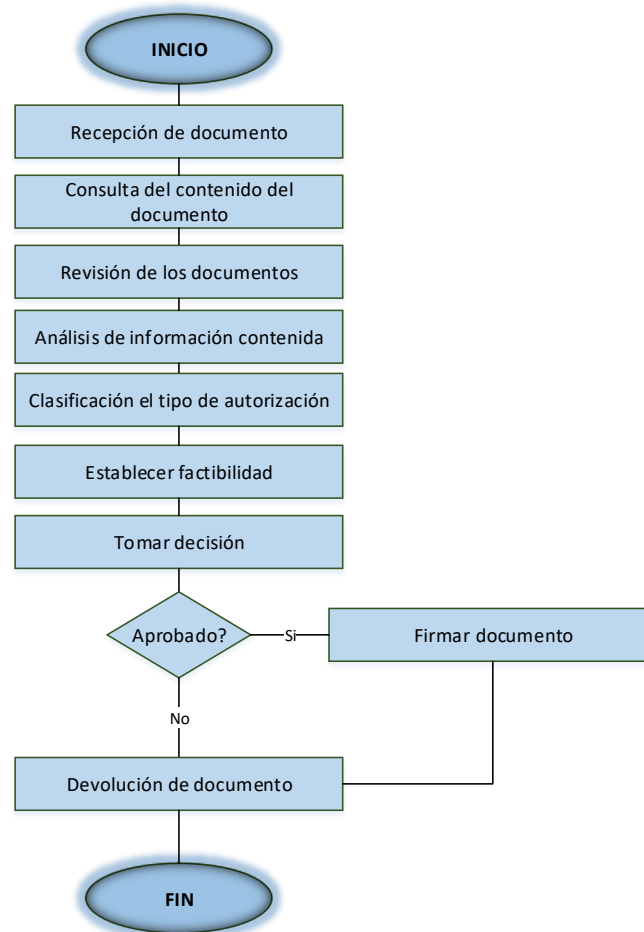 INICIO
Recepción de documento
Consulta del contenido del
documento
Revisión de los documentos
Análisis de información contenida
Clasificación el tipo de autorización
Establecer factibilidad
Tomar decisión
Aprobado?
Si
Firmar documento
No
Devolución de documento
FIN